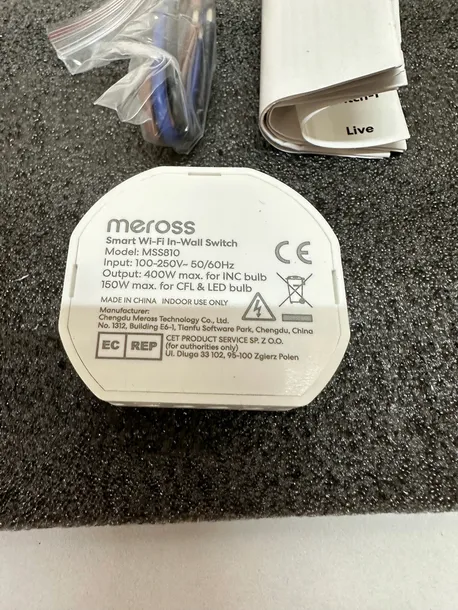 Live
meross
Smart Wi-Fi In-Wall Switch
Model: MSS810
Input: 100-250V~ 50/60Hz
Output: 400W max. for INC bulb
150W max. for CFL & LED bulb
MADE IN CHINA INDOOR USE ONLY
Manufacturer:
Chengdu Meross Technology Co., Ltd.
No. 1312, Building E6-1, Tianfu Software Park, Chengdu, China
EC REP
CET PRODUCT SERVICE SP. Z O.O.
(for authorities only)
Ul. Dluga 33 102, 95-100 Zgierz Polen
CE